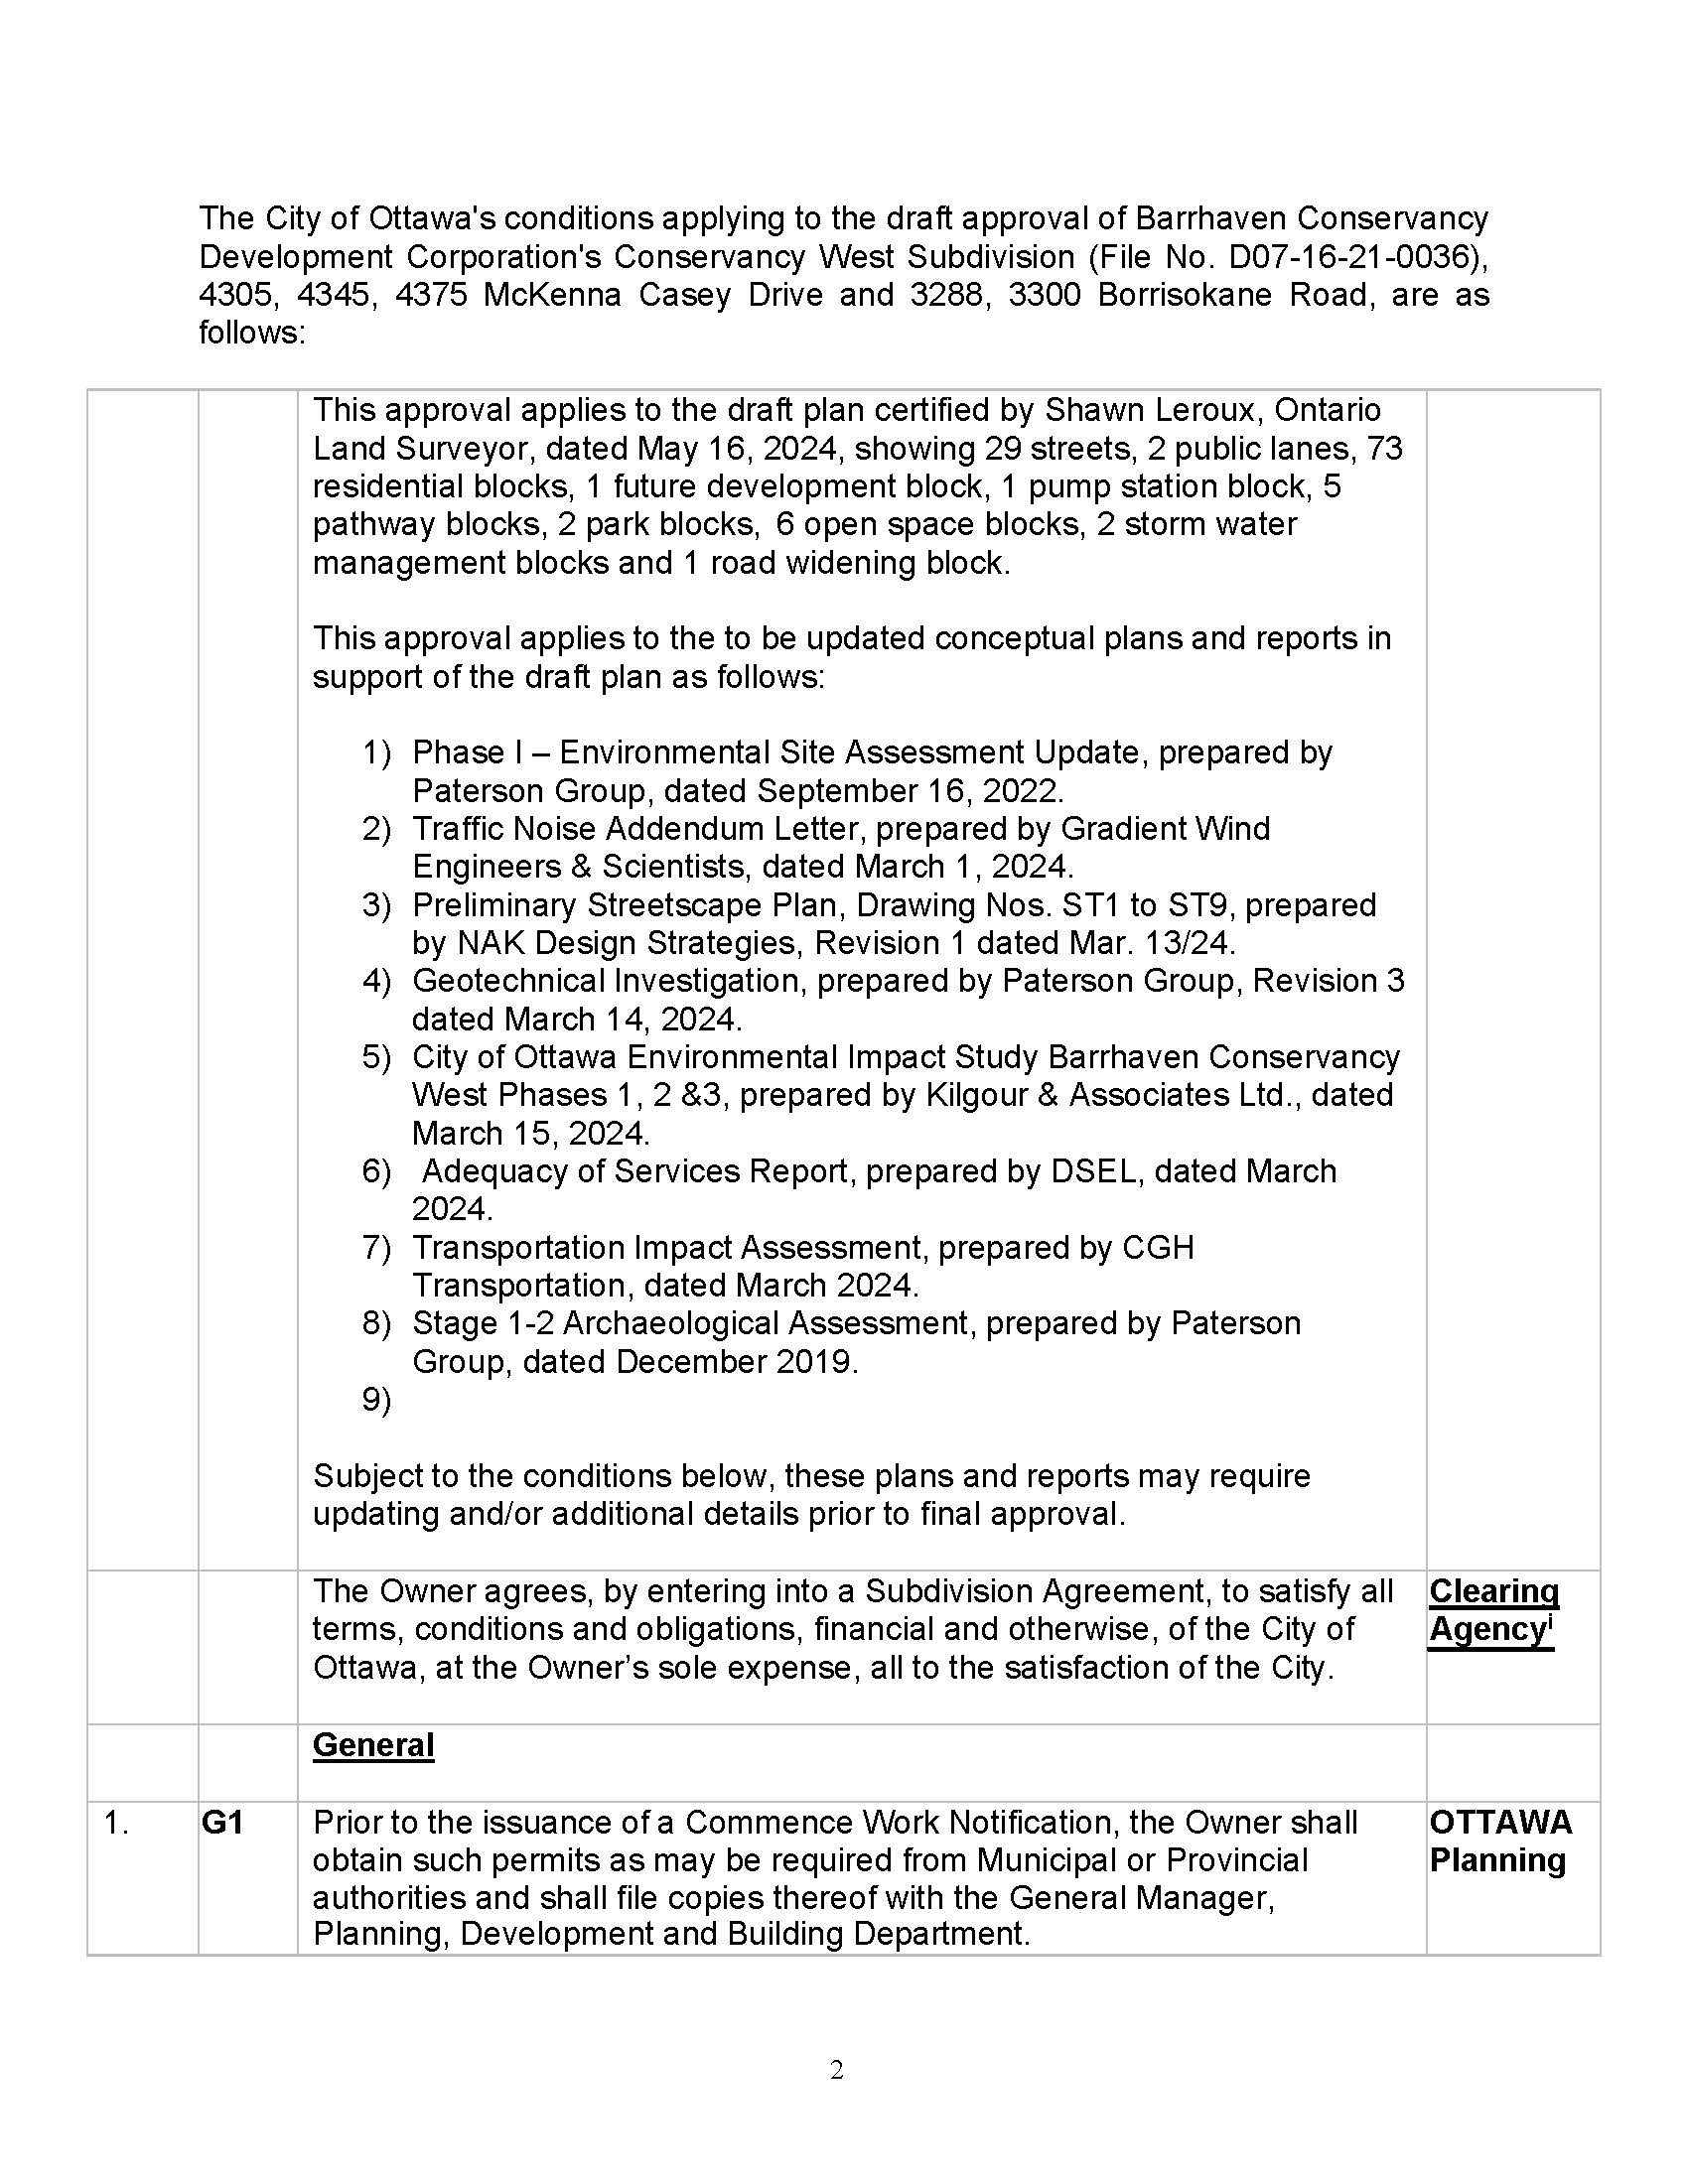 The City of Ottawa's conditions applying to the draft approval of Barrhaven Conservancy
Development Corporation's Conservancy West Subdivision (File No. D07-16-21-0036),
4305, 4345, 4375 McKenna Casey Drive and 3288, 3300 Borrisokane Road, are as
follows:
This approval applies to the draft plan certified by Shawn Leroux, Ontario
Land Surveyor, dated May 16, 2024, showing 29 streets, 2 public lanes, 73
residential blocks, 1 future development block, 1 pump station block, 5
pathway blocks, 2 park blocks, 6 open space blocks, 2 storm water
management blocks and 1 road widening block.
This approval applies to the to be updated conceptual plans and reports in
support of the draft plan as follows:
1) Phase I – Environmental Site Assessment Update, prepared by
Paterson Group, dated September 16, 2022.
2) Traffic Noise Addendum Letter, prepared by Gradient Wind
Engineers & Scientists, dated March 1, 2024.
3) Preliminary Streetscape Plan, Drawing Nos. ST1 to ST9, prepared
by NAK Design Strategies, Revision 1 dated Mar. 13/24.
4) Geotechnical Investigation, prepared by Paterson Group, Revision 3
dated March 14, 2024.
5) City of Ottawa Environmental Impact Study Barrhaven Conservancy
West Phases 1, 2 &3, prepared by Kilgour & Associates Ltd., dated
March 15, 2024.
6) Adequacy of Services Report, prepared by DSEL, dated March
2024.
7) Transportation Impact Assessment, prepared by CGH
Transportation, dated March 2024.
8) Stage 1-2 Archaeological Assessment, prepared by Paterson
Group, dated December 2019.
9)
Subject to the conditions below, these plans and reports may require
updating and/or additional details prior to final approval.
The Owner agrees, by entering into a Subdivision Agreement, to satisfy all
terms, conditions and obligations, financial and otherwise, of the City of
Ottawa, at the Owner’s sole expense, all to the satisfaction of the City.
Clearing
Agencyⁱ
General
1. G1 Prior to the issuance of a Commence Work Notification, the Owner shall
obtain such permits as may be required from Municipal or Provincial
authorities and shall file copies thereof with the General Manager,
Planning, Development and Building Department.
OTTAWA
Planning
2